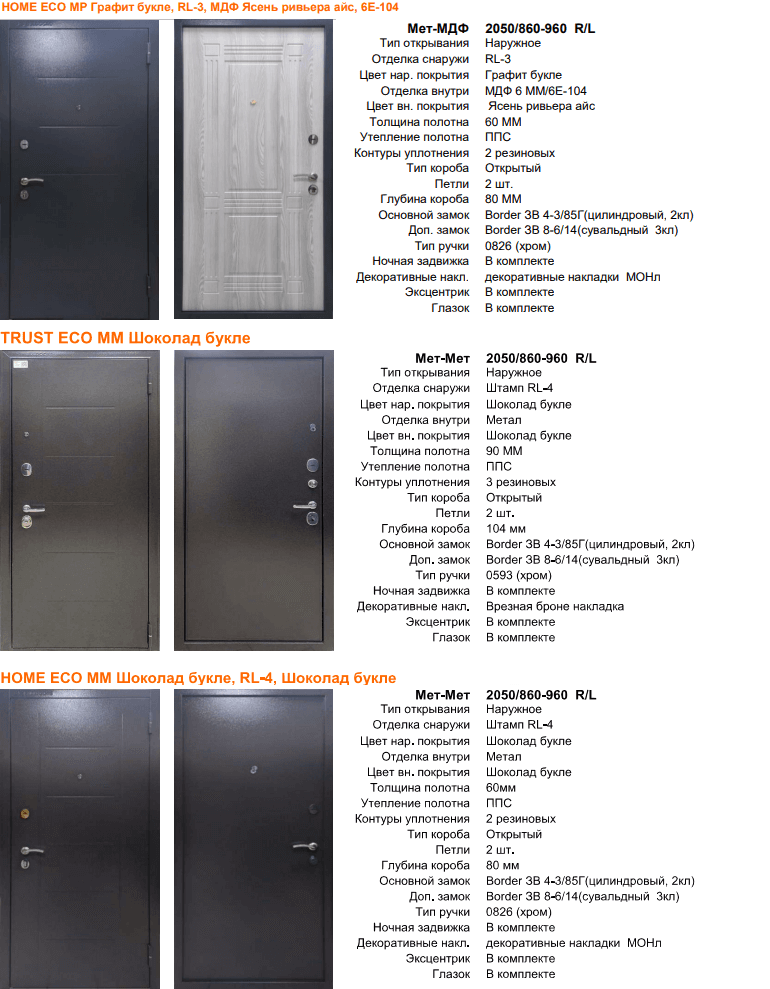 HOME ECO MP Графит букле, RL-3, МДФ Ясень ривьера айс, 6Е-104
Мет-МДФ 2050/860-960 R/L
Тип открывания Наружное
Отделка снаружи RL-3
Цвет нар. покрытия Графит букле
Отделка внутри МДФ 6 ММ/6Е-104
Цвет вн. покрытия Ясень ривьера айс
Толщина полотна 60 ММ
Утепление полотна ППС
Контуры уплотнения 2 резиновых
Тип короба Открытый
Петли 2 шт.
Глубина короба 80 ММ
Основной замок Border ЗВ 4-3/85Г(цилиндровый, 2кл)
Доп. замок Border ЗВ 8-6/14(сувальдный 3кл)
Тип ручки 0826 (хром)
Ночная задвижка В комплекте
Декоративные накл. декоративные накладки МОНл
Эксцентрик В комплекте
Глазок В комплекте
TRUST ECO MM Шоколад букле
Мет-Мет 2050/860-960 R/L
Тип открывания Наружное
Отделка снаружи Штамп RL-4
Цвет нар. покрытия Шоколад букле
Отделка внутри Метал
Цвет вн. покрытия Шоколад букле
Толщина полотна 90 ММ
Утепление полотна ППС
Контуры уплотнения 3 резиновых
Тип короба Открытый
Петли 2 шт.
Глубина короба 104 мм
Основной замок Border ЗВ 4-3/85Г(цилиндровый, 2кл)
Доп. замок Border ЗВ 8-6/14(сувальдный 3кл)
Тип ручки 0593 (хром)
Ночная задвижка В комплекте
Декоративные накл. Врезная броне накладка
Эксцентрик В комплекте
Глазок В комплекте
HOME ECO MM Шоколад букле, RL-4, Шоколад букле
Мет-Мет 2050/860-960 R/L
Тип открывания Наружное
Отделка снаружи Штамп RL-4
Цвет нар. покрытия Шоколад букле
Отделка внутри Метал
Цвет вн. покрытия Шоколад букле
Толщина полотна 60мм
Утепление полотна ППС
Контуры уплотнения 2 резиновых
Тип короба Открытый
Петли 2 шт.
Глубина короба 80 мм
Основной замок Border ЗВ 4-3/85Г(цилиндровый, 2кл)
Доп. замок Border ЗВ 8-6/14(сувальдный 3кл)
Тип ручки 0826 (хром)
Ночная задвижка В комплекте
Декоративные накл. декоративные накладки МОНл
Эксцентрик В комплекте
Глазок В комплекте